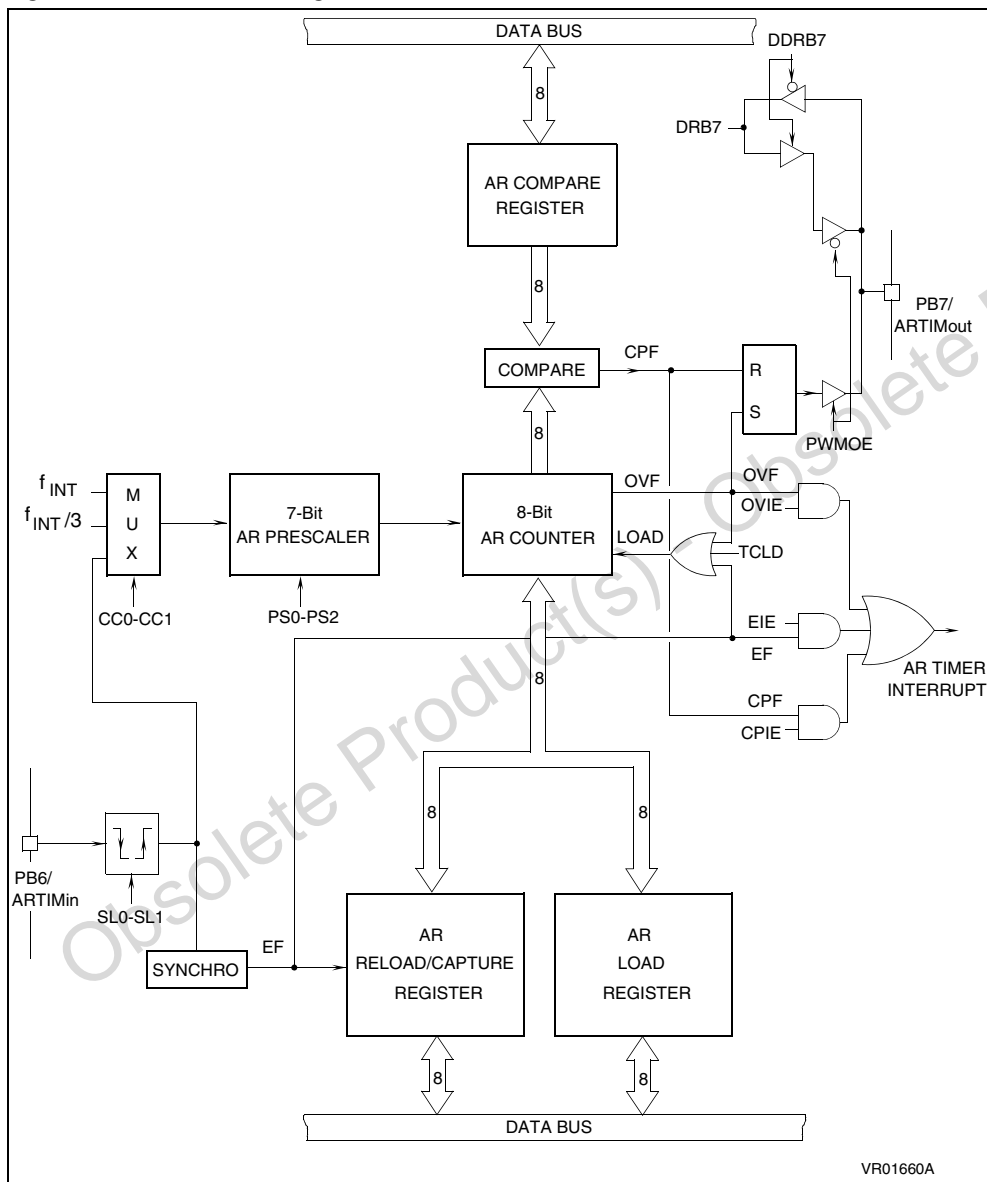 DATA BUS
DDRB7
8
DRB7
AR COMPARE
REGISTER
8
PB7/
ARTIMout
CPF
COMPARE
R
S
8
PWMOE
f INT
f INT /3
M
U
X
7-Bit
AR PRESCALER
8-Bit
AR COUNTER
OVF
OVF
OVIE
LOAD
TCLD
CC0-CC1
PS0-PS2
EIE
EF
AR TIMER
INTERRUPT
8
CPF
CPIE
8
8
PB6/
ARTIMin
SL0-SL1
SYNCHRO
EF
AR
RELOAD/CAPTURE
REGISTER
AR
LOAD
REGISTER
8
8
DATA BUS
VR01660A
Obsolete Product(s) - Obsolete